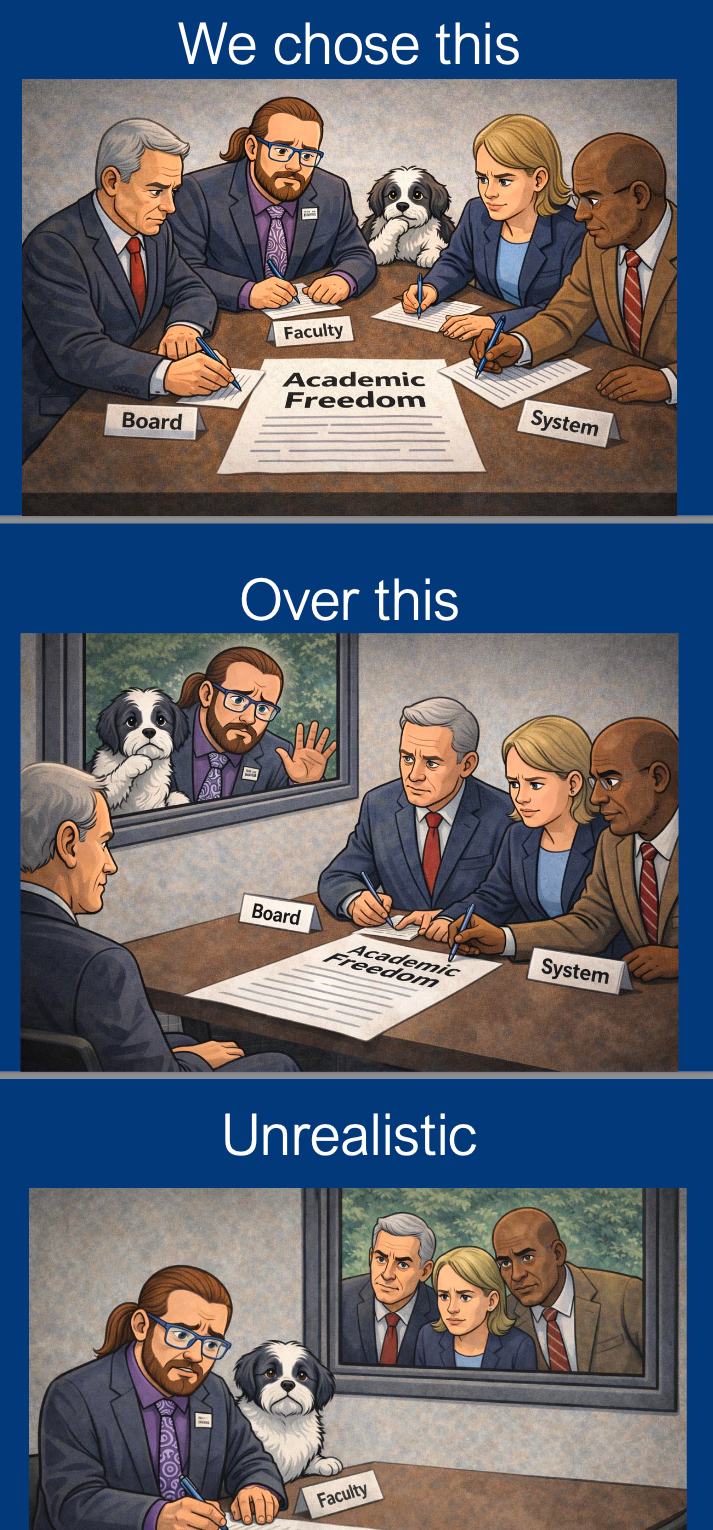 We chose this
Faculty
Academic
Freedom
Board
System
Over this
Board
Academic
Freedom
System
Unrealistic
Faculty